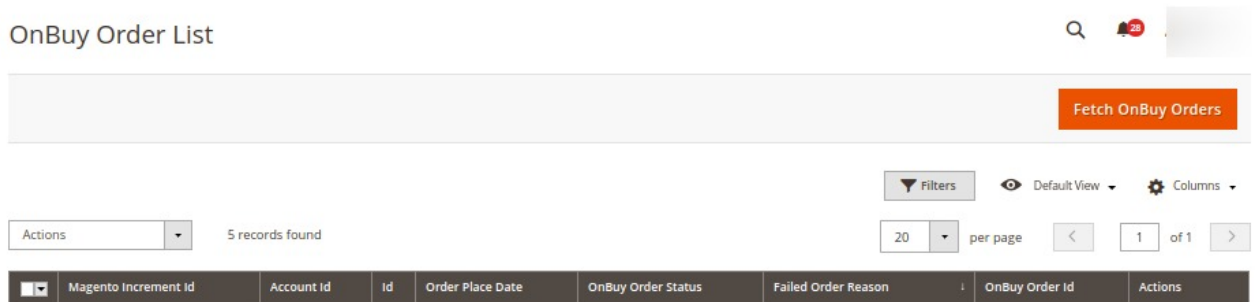 OnBuy Order List
28
Fetch OnBuy Orders
Filters Default View Columns
Actions 5 records found 20 per page 1 of 1
Magento Increment Id Account Id Id Order Place Date OnBuy Order Status Failed Order Reason ↓ OnBuy Order Id Actions